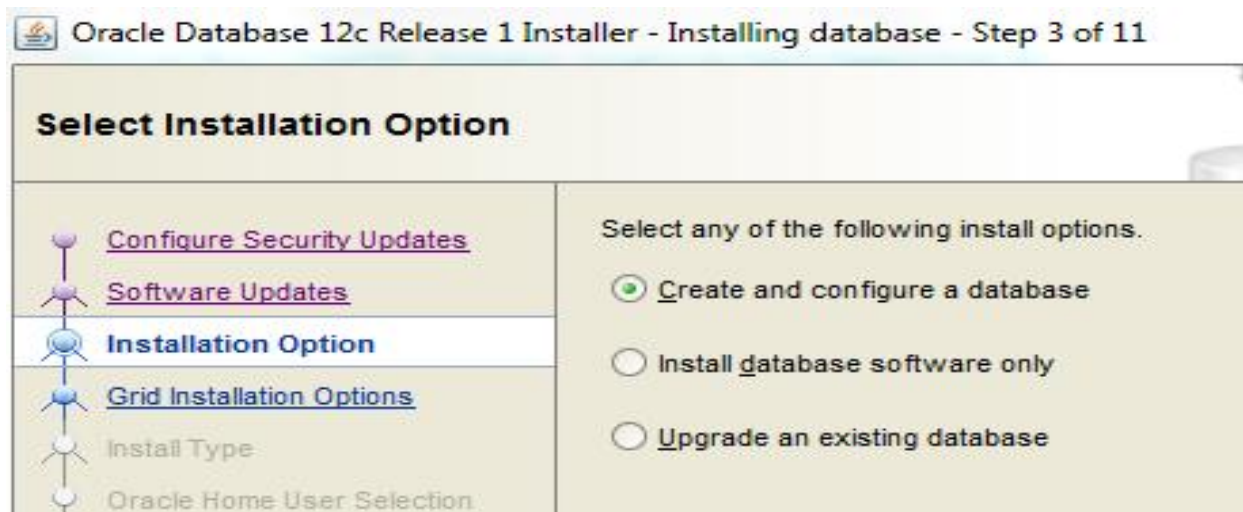 Oracle Database 12c Release 1 Installer - Installing database - Step 3 of 11
Select Installation Option
Configure Security Updates
Software Updates
Installation Option
Grid Installation Options
Install Type
Oracle Home User Selection
Select any of the following install options.
Create and configure a database
Install database software only
Upgrade an existing database